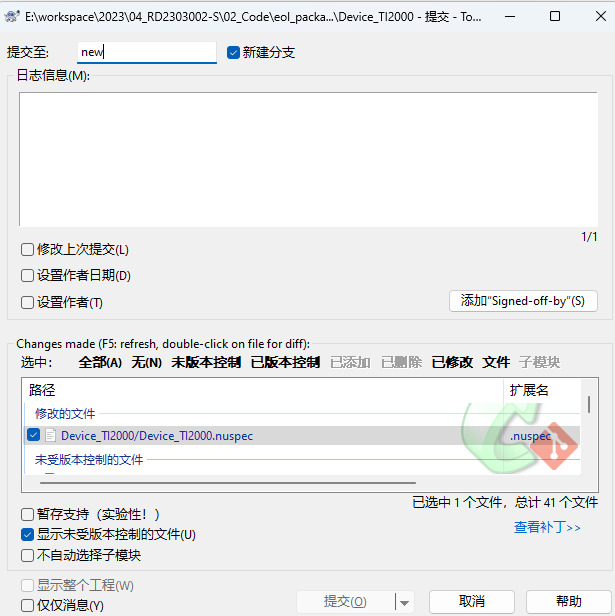 E:\workspace\2023\04_RD2303002-S\02_Code\eol_packa...\Device_TI2000 - 提交 - To...
提交至: new 新建分支
日志信息(M):
1/1
修改上次提交(L)
设置作者日期(D)
设置作者(T)
添加"Signed-off-by"(S)
Changes made (F5: refresh, double-click on file for diff):
选中： 全部(A) 无(N) 未版本控制 已版本控制 已添加 已删除 已修改 文件 子模块
路径 扩展名
修改的文件
Device_TI2000/Device_TI2000.nuspec .nuspec
未受版本控制的文件
已选中 1 个文件，总计 41 个文件
暂存支持（实验性！）
查看补丁>>
显示未受版本控制的文件(U)
不自动选择子模块
显示整个工程(W)
仅仅消息(Y)
提交(O) 取消 帮助